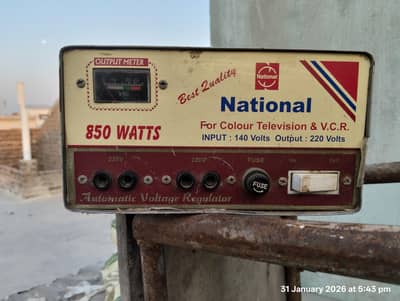 OUTPUT METER
Best Quality
National
National
850 WATTS
For Colour Television & V.C.R.
INPUT : 140 Volts Output : 220 Volts
220V
120V
FUSE
FUSE
Automatic Voltage Regulator
31 January 2026 at 5:43 pm